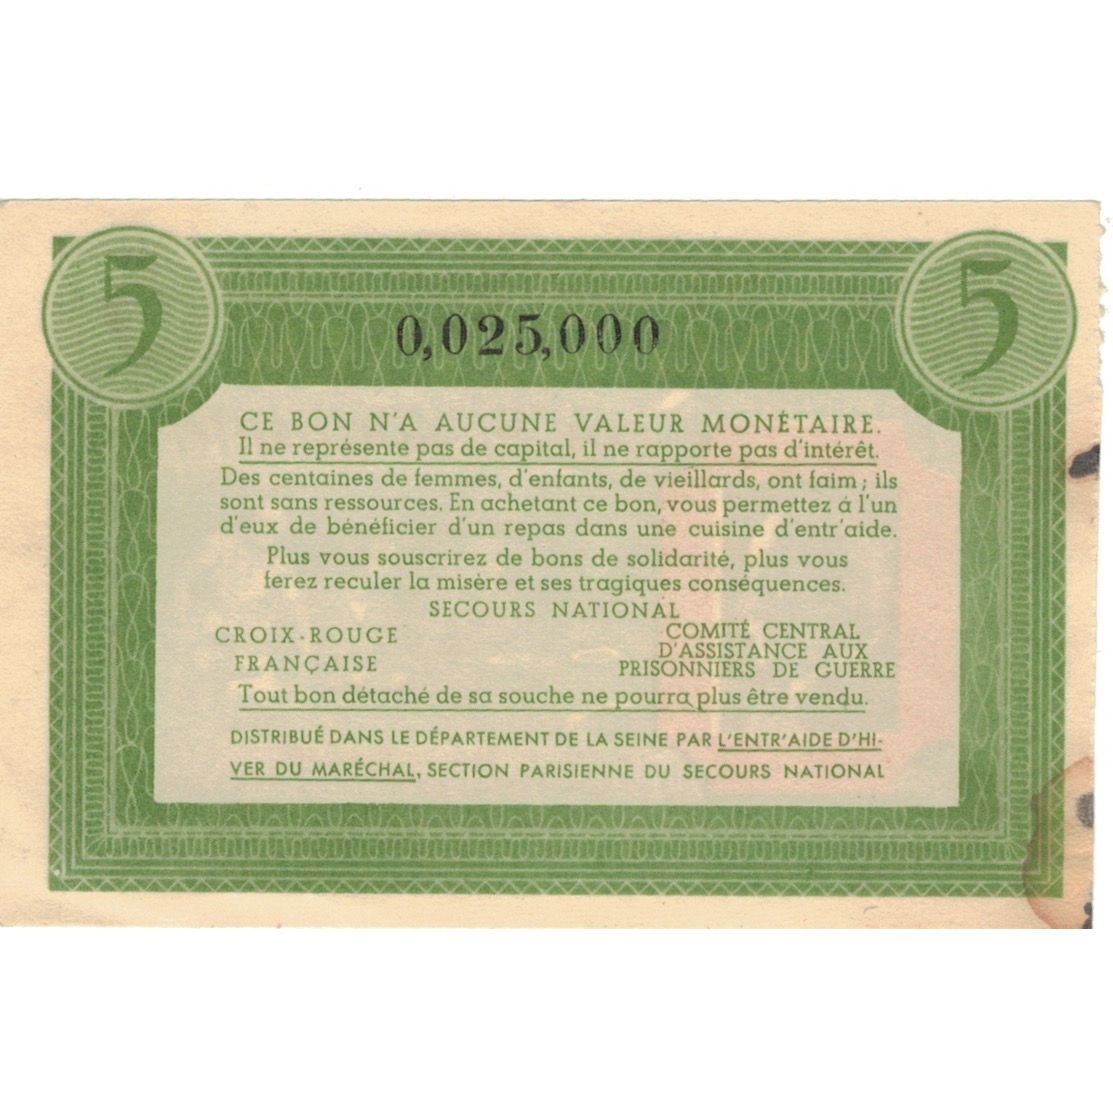 5 5
0,025,000
CE BON N'A AUCUNE VALEUR MONÉTAIRE.
Il ne représente pas de capital, il ne rapporte pas d'intérêt.
Des centaines de femmes, d'enfants, de vieillards, ont faim ; ils
sont sans ressources. En achetant ce bon, vous permettez à l'un
d'eux de bénéficier d'un repas dans une cuisine d'entr'aide.
Plus vous souscrirez de bons de solidarité, plus vous
ferez reculer la misère et ses tragiques conséquences.
SECOURS NATIONAL
CROIX-ROUGE
FRANÇAISE
COMITÉ CENTRAL
D'ASSISTANCE AUX
PRISONNIERS DE GUERRE
Tout bon détaché de sa souche ne pourra plus être vendu.
DISTRIBUÉ DANS LE DÉPARTEMENT DE LA SEINE PAR L'ENTR'AIDE D'HI-
VER DU MARÉCHAL, SECTION PARISIENNE DU SECOURS NATIONAL